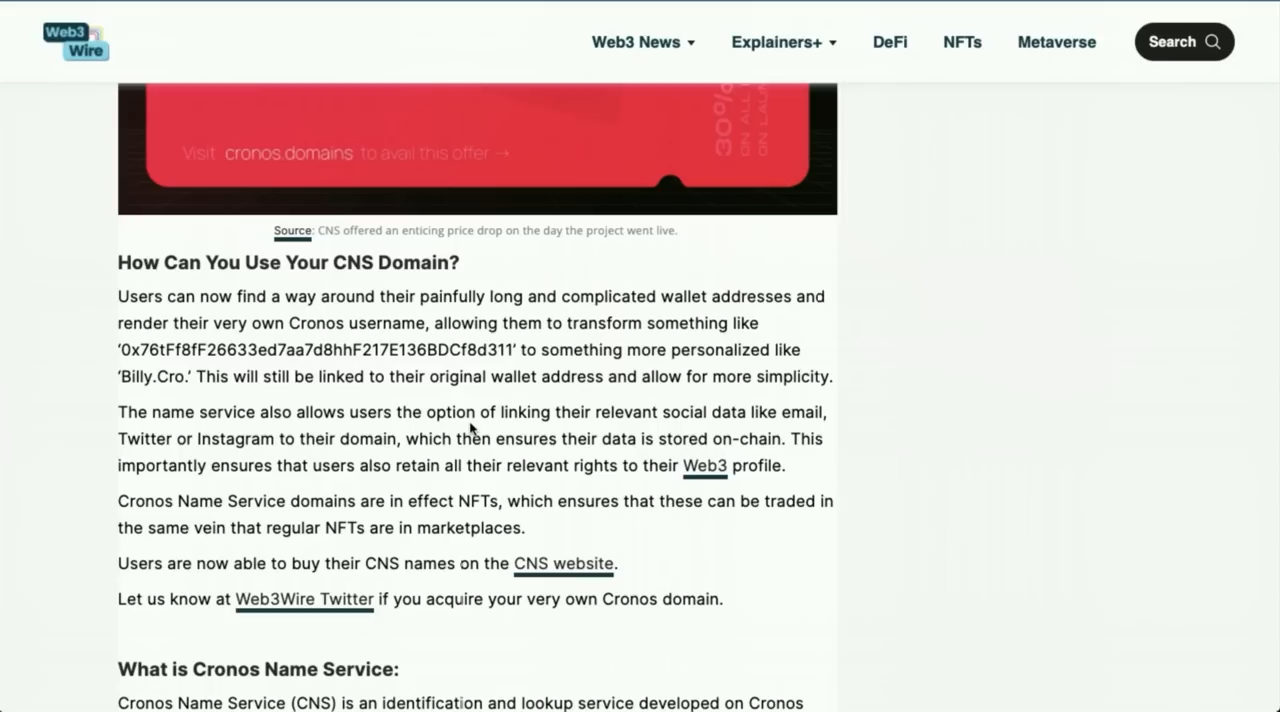 Web3
Wire
Web3 News
Explainers+
DeFi
NFTs
Metaverse
Search
30%
ON ALL
ON LAUN
Visit cronos.domains to avail this offer →
Source: CNS offered an enticing price drop on the day the project went live.
How Can You Use Your CNS Domain?
Users can now find a way around their painfully long and complicated wallet addresses and
render their very own Cronos username, allowing them to transform something like
‘0x76tFf8fF26633ed7aa7d8hhF217E136BDCf8d311’ to something more personalized like
‘Billy.Cro.’ This will still be linked to their original wallet address and allow for more simplicity.
The name service also allows users the option of linking their relevant social data like email,
Twitter or Instagram to their domain, which then ensures their data is stored on-chain. This
importantly ensures that users also retain all their relevant rights to their Web3 profile.
Cronos Name Service domains are in effect NFTs, which ensures that these can be traded in
the same vein that regular NFTs are in marketplaces.
Users are now able to buy their CNS names on the CNS website.
Let us know at Web3Wire Twitter if you acquire your very own Cronos domain.
What is Cronos Name Service:
Cronos Name Service (CNS) is an identification and lookup service developed on Cronos